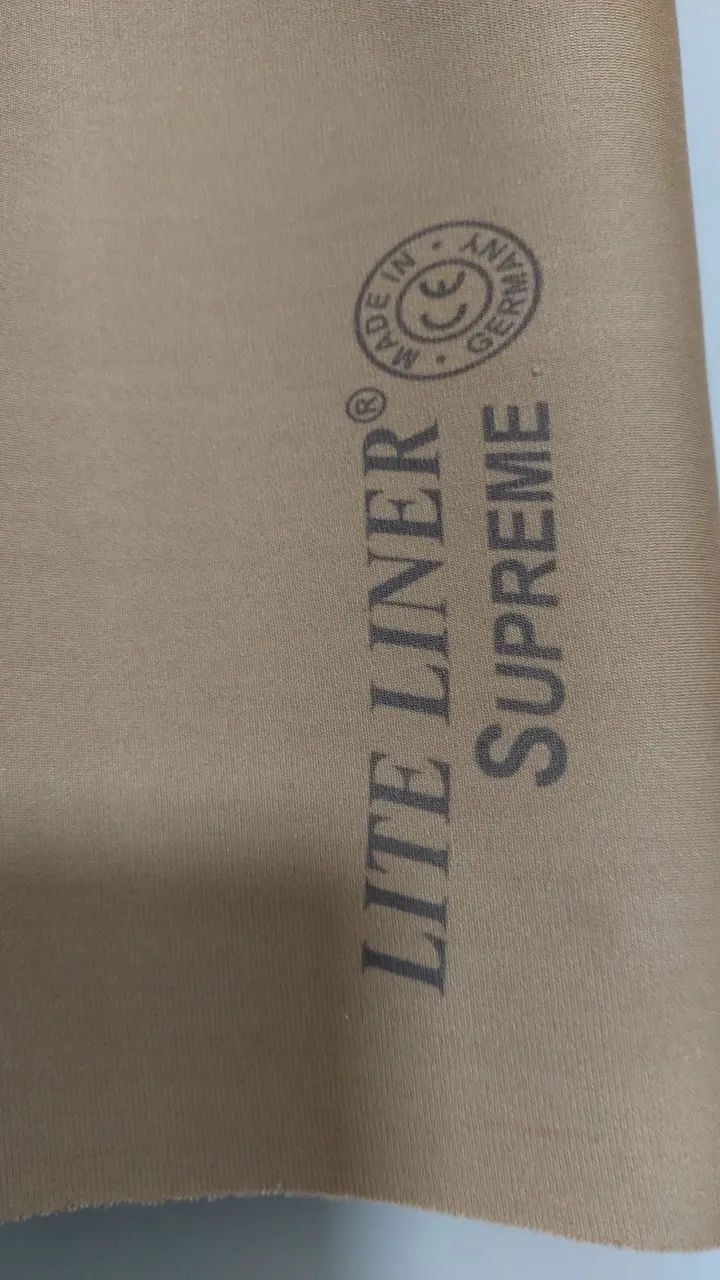 LITE LINER®
SUPREME
MADE IN • GERMANY •
CE